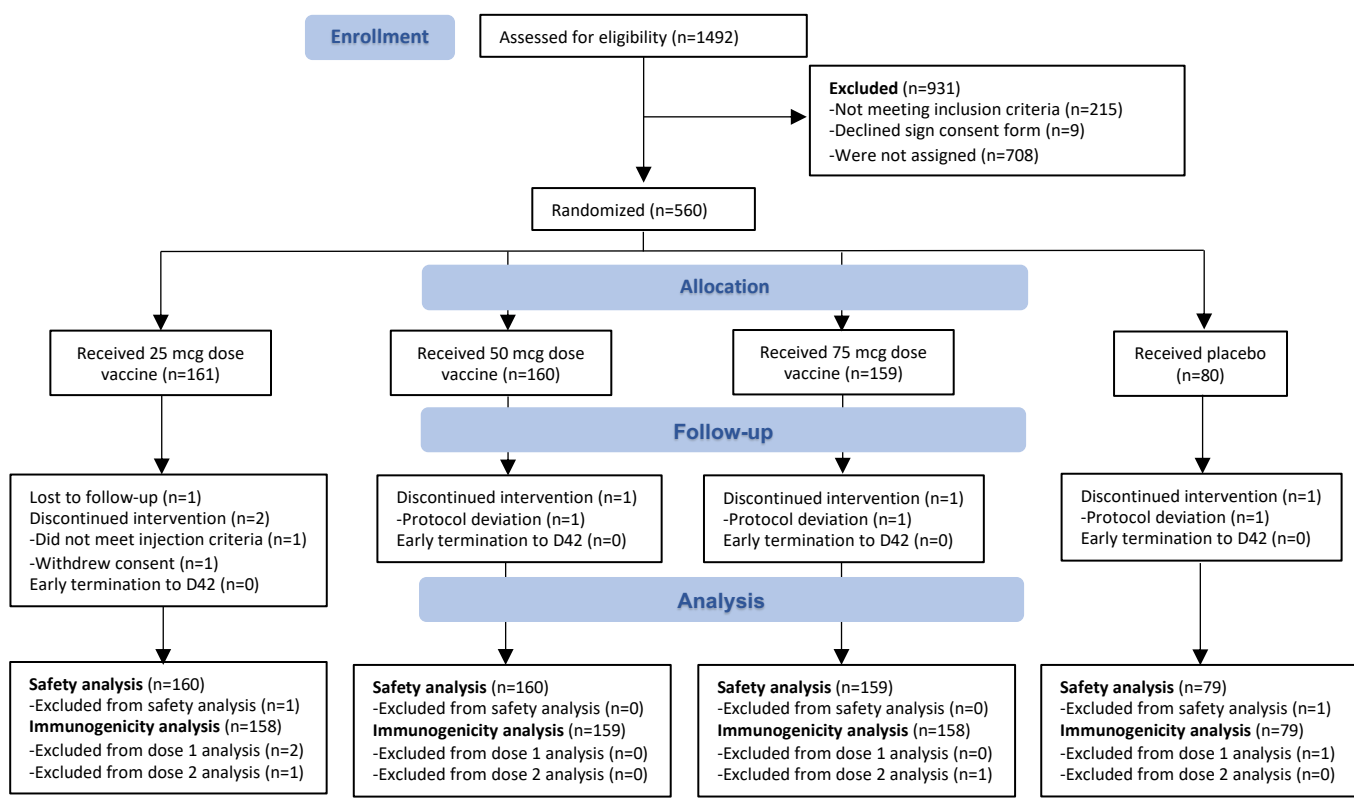 Enrollment
Assessed for eligibility (n=1492)
Excluded (n=931)
-Not meeting inclusion criteria (n=215)
-Declined sign consent form (n=9)
-Were not assigned (n=708)
Randomized (n=560)
Allocation
Received 25 mcg dose
vaccine (n=161)
Received 50 mcg dose
vaccine (n=160)
Received 75 mcg dose
vaccine (n=159)
Received placebo
(n=80)
Follow-up
Lost to follow-up (n=1)
Discontinued intervention (n=2)
-Did not meet injection criteria (n=1)
-Withdrew consent (n=1)
Early termination to D42 (n=0)
Discontinued intervention (n=1)
-Protocol deviation (n=1)
Early termination to D42 (n=0)
Discontinued intervention (n=1)
-Protocol deviation (n=1)
Early termination to D42 (n=0)
Discontinued intervention (n=1)
-Protocol deviation (n=1)
Early termination to D42 (n=0)
Analysis
Safety analysis (n=160)
-Excluded from safety analysis (n=1)
Immunogenicity analysis (n=158)
-Excluded from dose 1 analysis (n=2)
-Excluded from dose 2 analysis (n=1)
Safety analysis (n=160)
-Excluded from safety analysis (n=0)
Immunogenicity analysis (n=159)
-Excluded from dose 1 analysis (n=0)
-Excluded from dose 2 analysis (n=0)
Safety analysis (n=159)
-Excluded from safety analysis (n=0)
Immunogenicity analysis (n=158)
-Excluded from dose 1 analysis (n=0)
-Excluded from dose 2 analysis (n=1)
Safety analysis (n=79)
-Excluded from safety analysis (n=1)
Immunogenicity analysis (n=79)
-Excluded from dose 1 analysis (n=1)
-Excluded from dose 2 analysis (n=0)